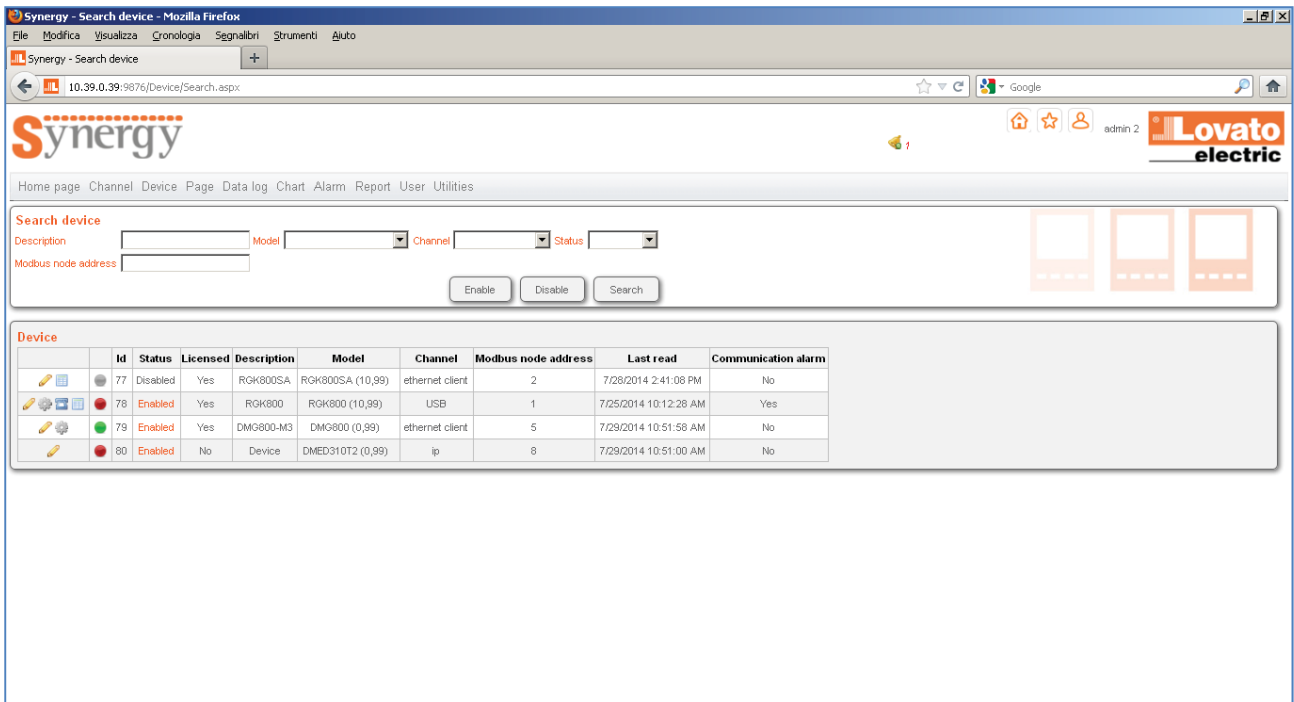 Synergy - Search device - Mozilla Firefox
File Modifica Visualizza Cronologia Segnalibri Strumenti Aiuto
Synergy - Search device +
10.39.0.39:9876/Device/Search.aspx Google
Synergy 1 admin 2 Lovato
electric
Home page Channel Device Page Data log Chart Alarm Report User Utilities
Search device
Description Model Channel Status
Modbus node address
Enable Disable Search
Device
Id Status Licensed Description Model Channel Modbus node address Last read Communication alarm
77 Disabled Yes RGK800SA RGK800SA (10,99) ethernet client 2 7/28/2014 2:41:08 PM No
78 Enabled Yes RGK800 RGK800 (10,99) USB 1 7/25/2014 10:12:28 AM Yes
79 Enabled Yes DMG800-M3 DMG800 (0,99) ethernet client 5 7/29/2014 10:51:58 AM No
80 Enabled No Device DMED310T2 (0,99) ip 8 7/29/2014 10:51:00 AM No